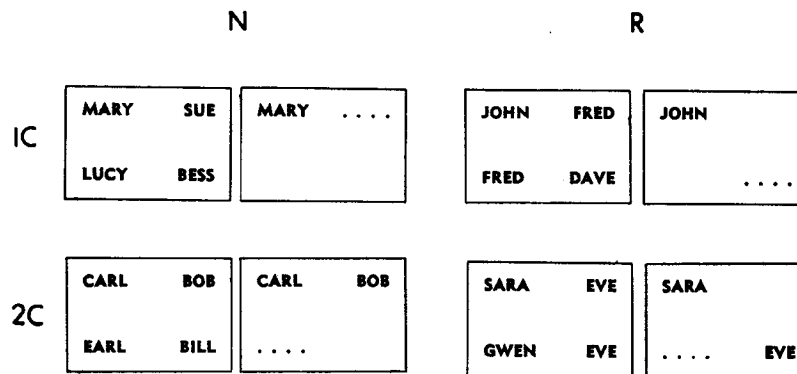 N R
1C MARY SUE MARY .... JOHN FRED JOHN
LUCY BESS FRED DAVE ....
2C CARL BOB CARL BOB SARA EVE SARA
EARL BILL .... GWEN EVE .... EVE